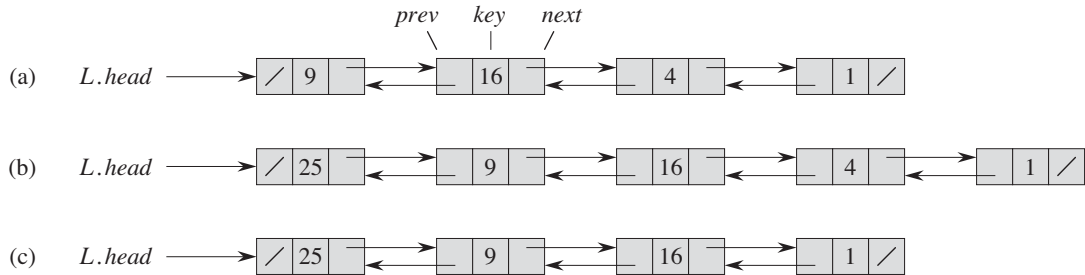 prev key next
(a) L.head / 9 16 4 1 /
(b) L.head / 25 9 16 4 1 /
(c) L.head / 25 9 16 1 /